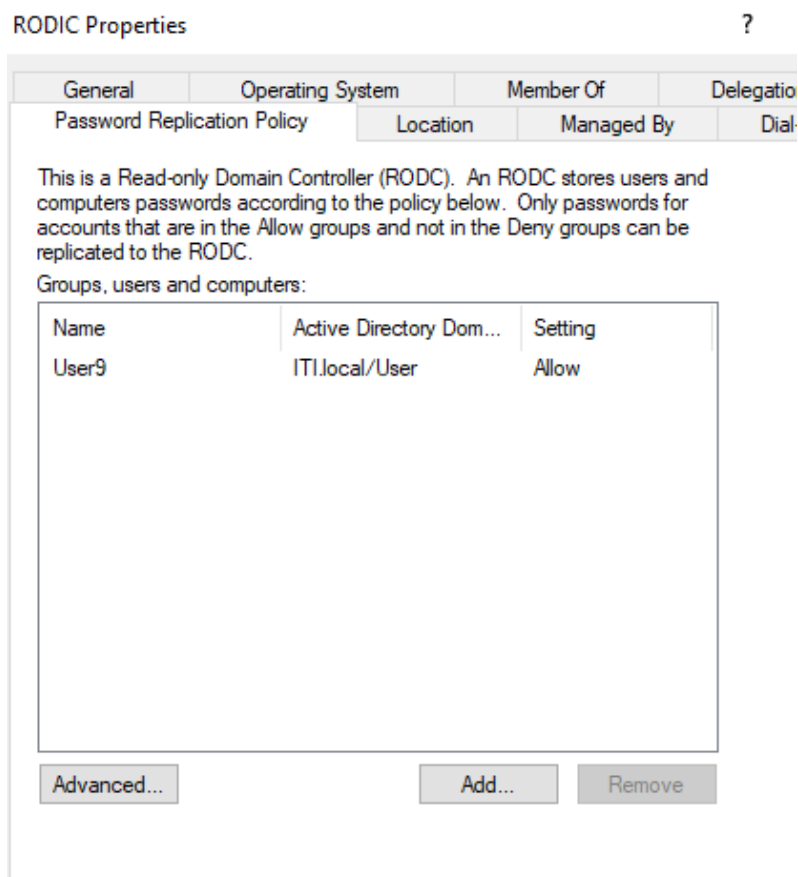 RODIC Properties ?
General Operating System Member Of Delegatio
Password Replication Policy Location Managed By Dial-
This is a Read-only Domain Controller (RODC). An RODC stores users and
computers passwords according to the policy below. Only passwords for
accounts that are in the Allow groups and not in the Deny groups can be
replicated to the RODC.
Groups, users and computers:
Name Active Directory Dom... Setting
User9 ITI.local/User Allow
Advanced... Add... Remove